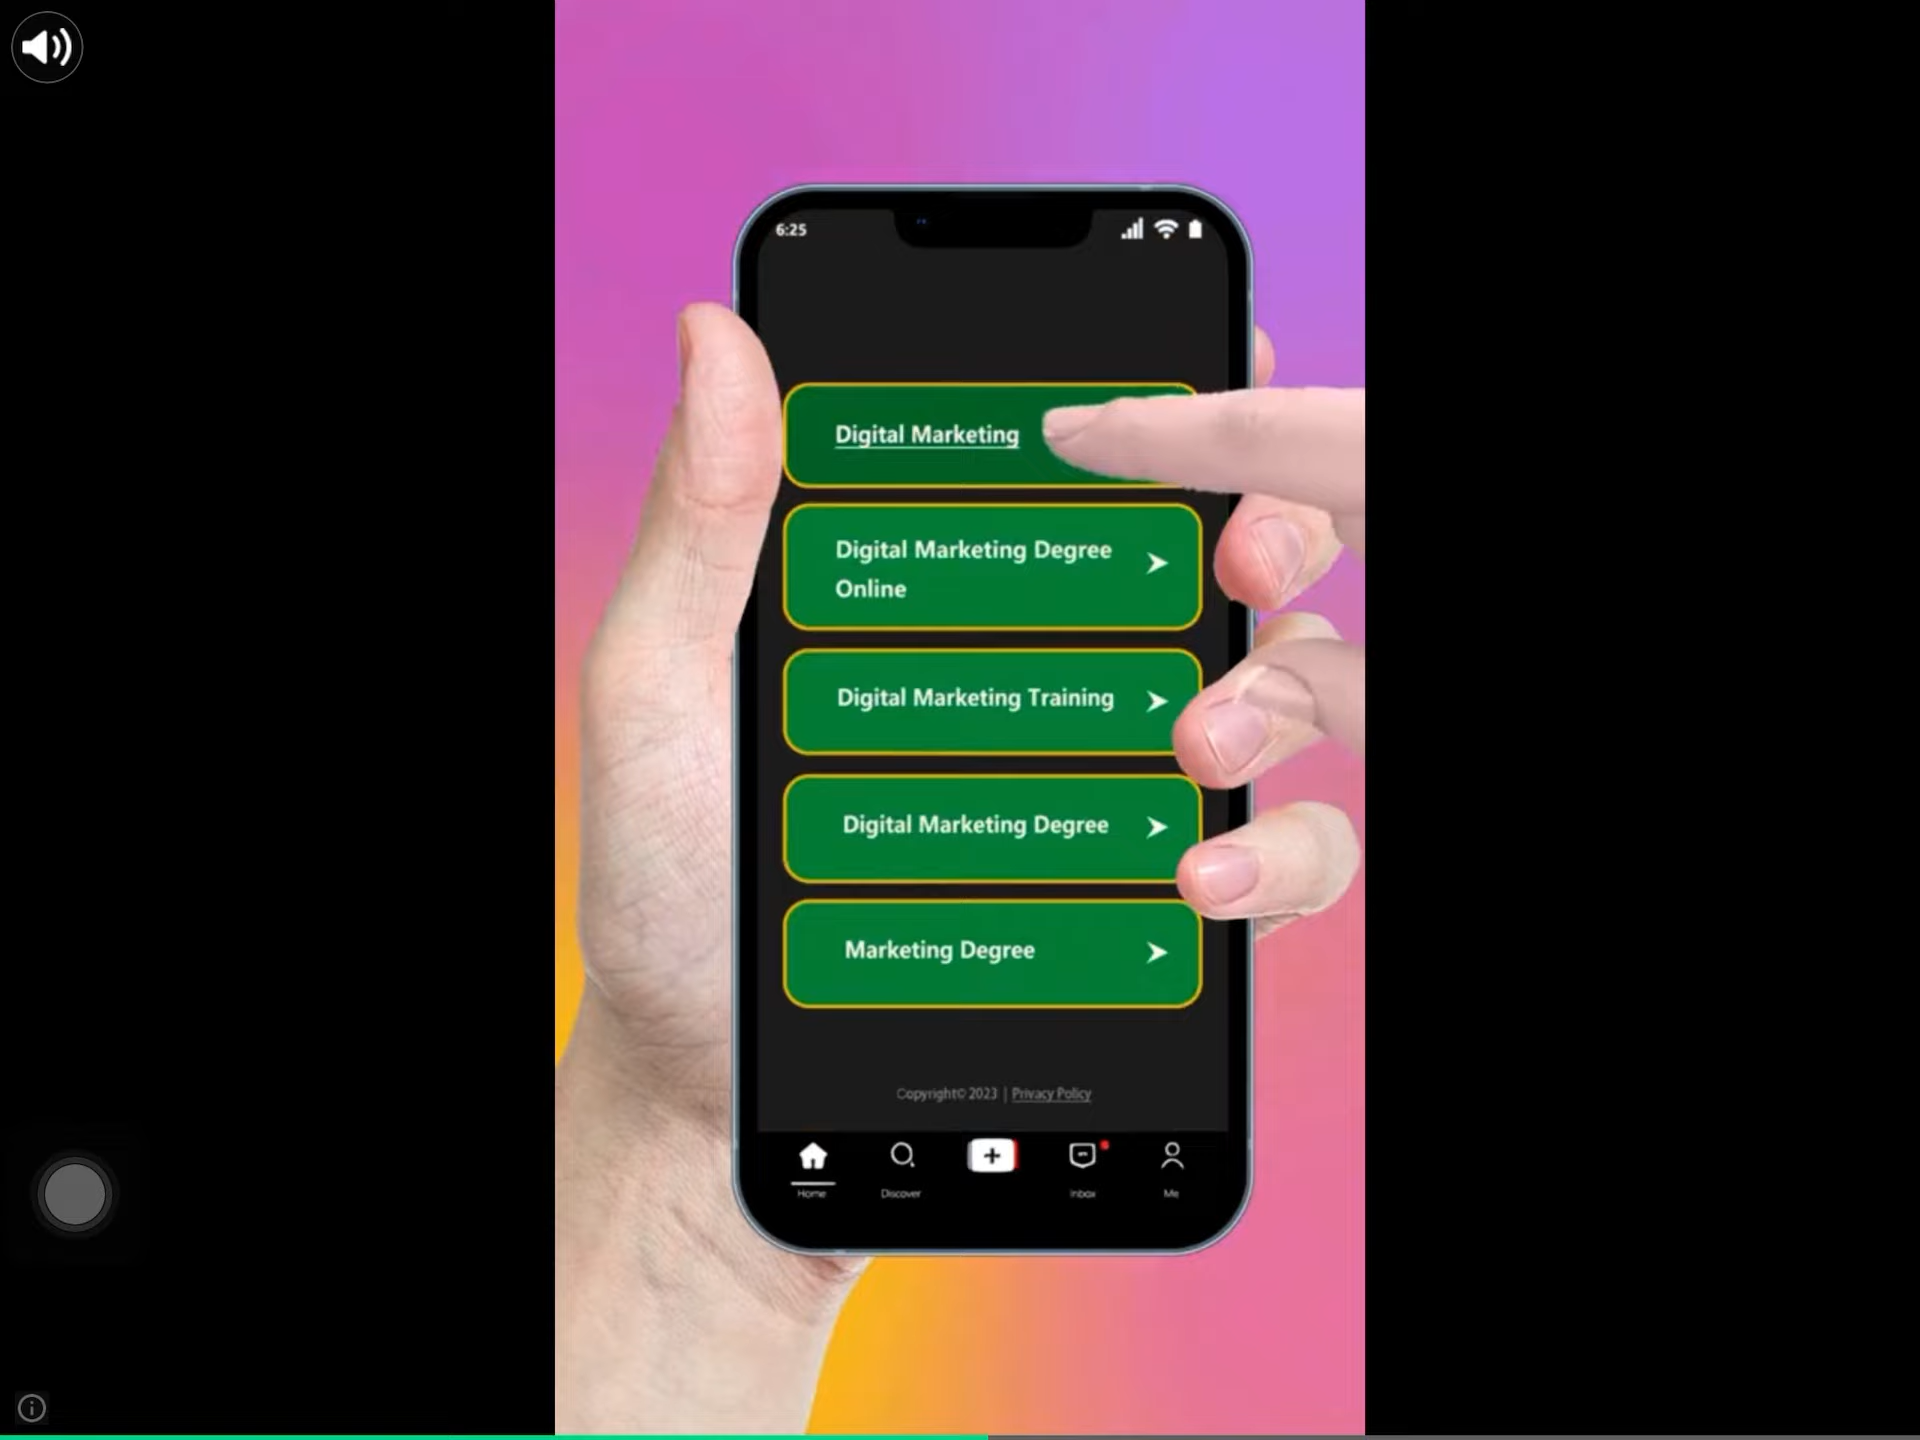 6:25
Digital Marketing
Digital Marketing Degree
Online
Digital Marketing Training
Digital Marketing Degree
Marketing Degree
Copyright© 2023 | Privacy Policy
Home
Discover
Inbox
Me